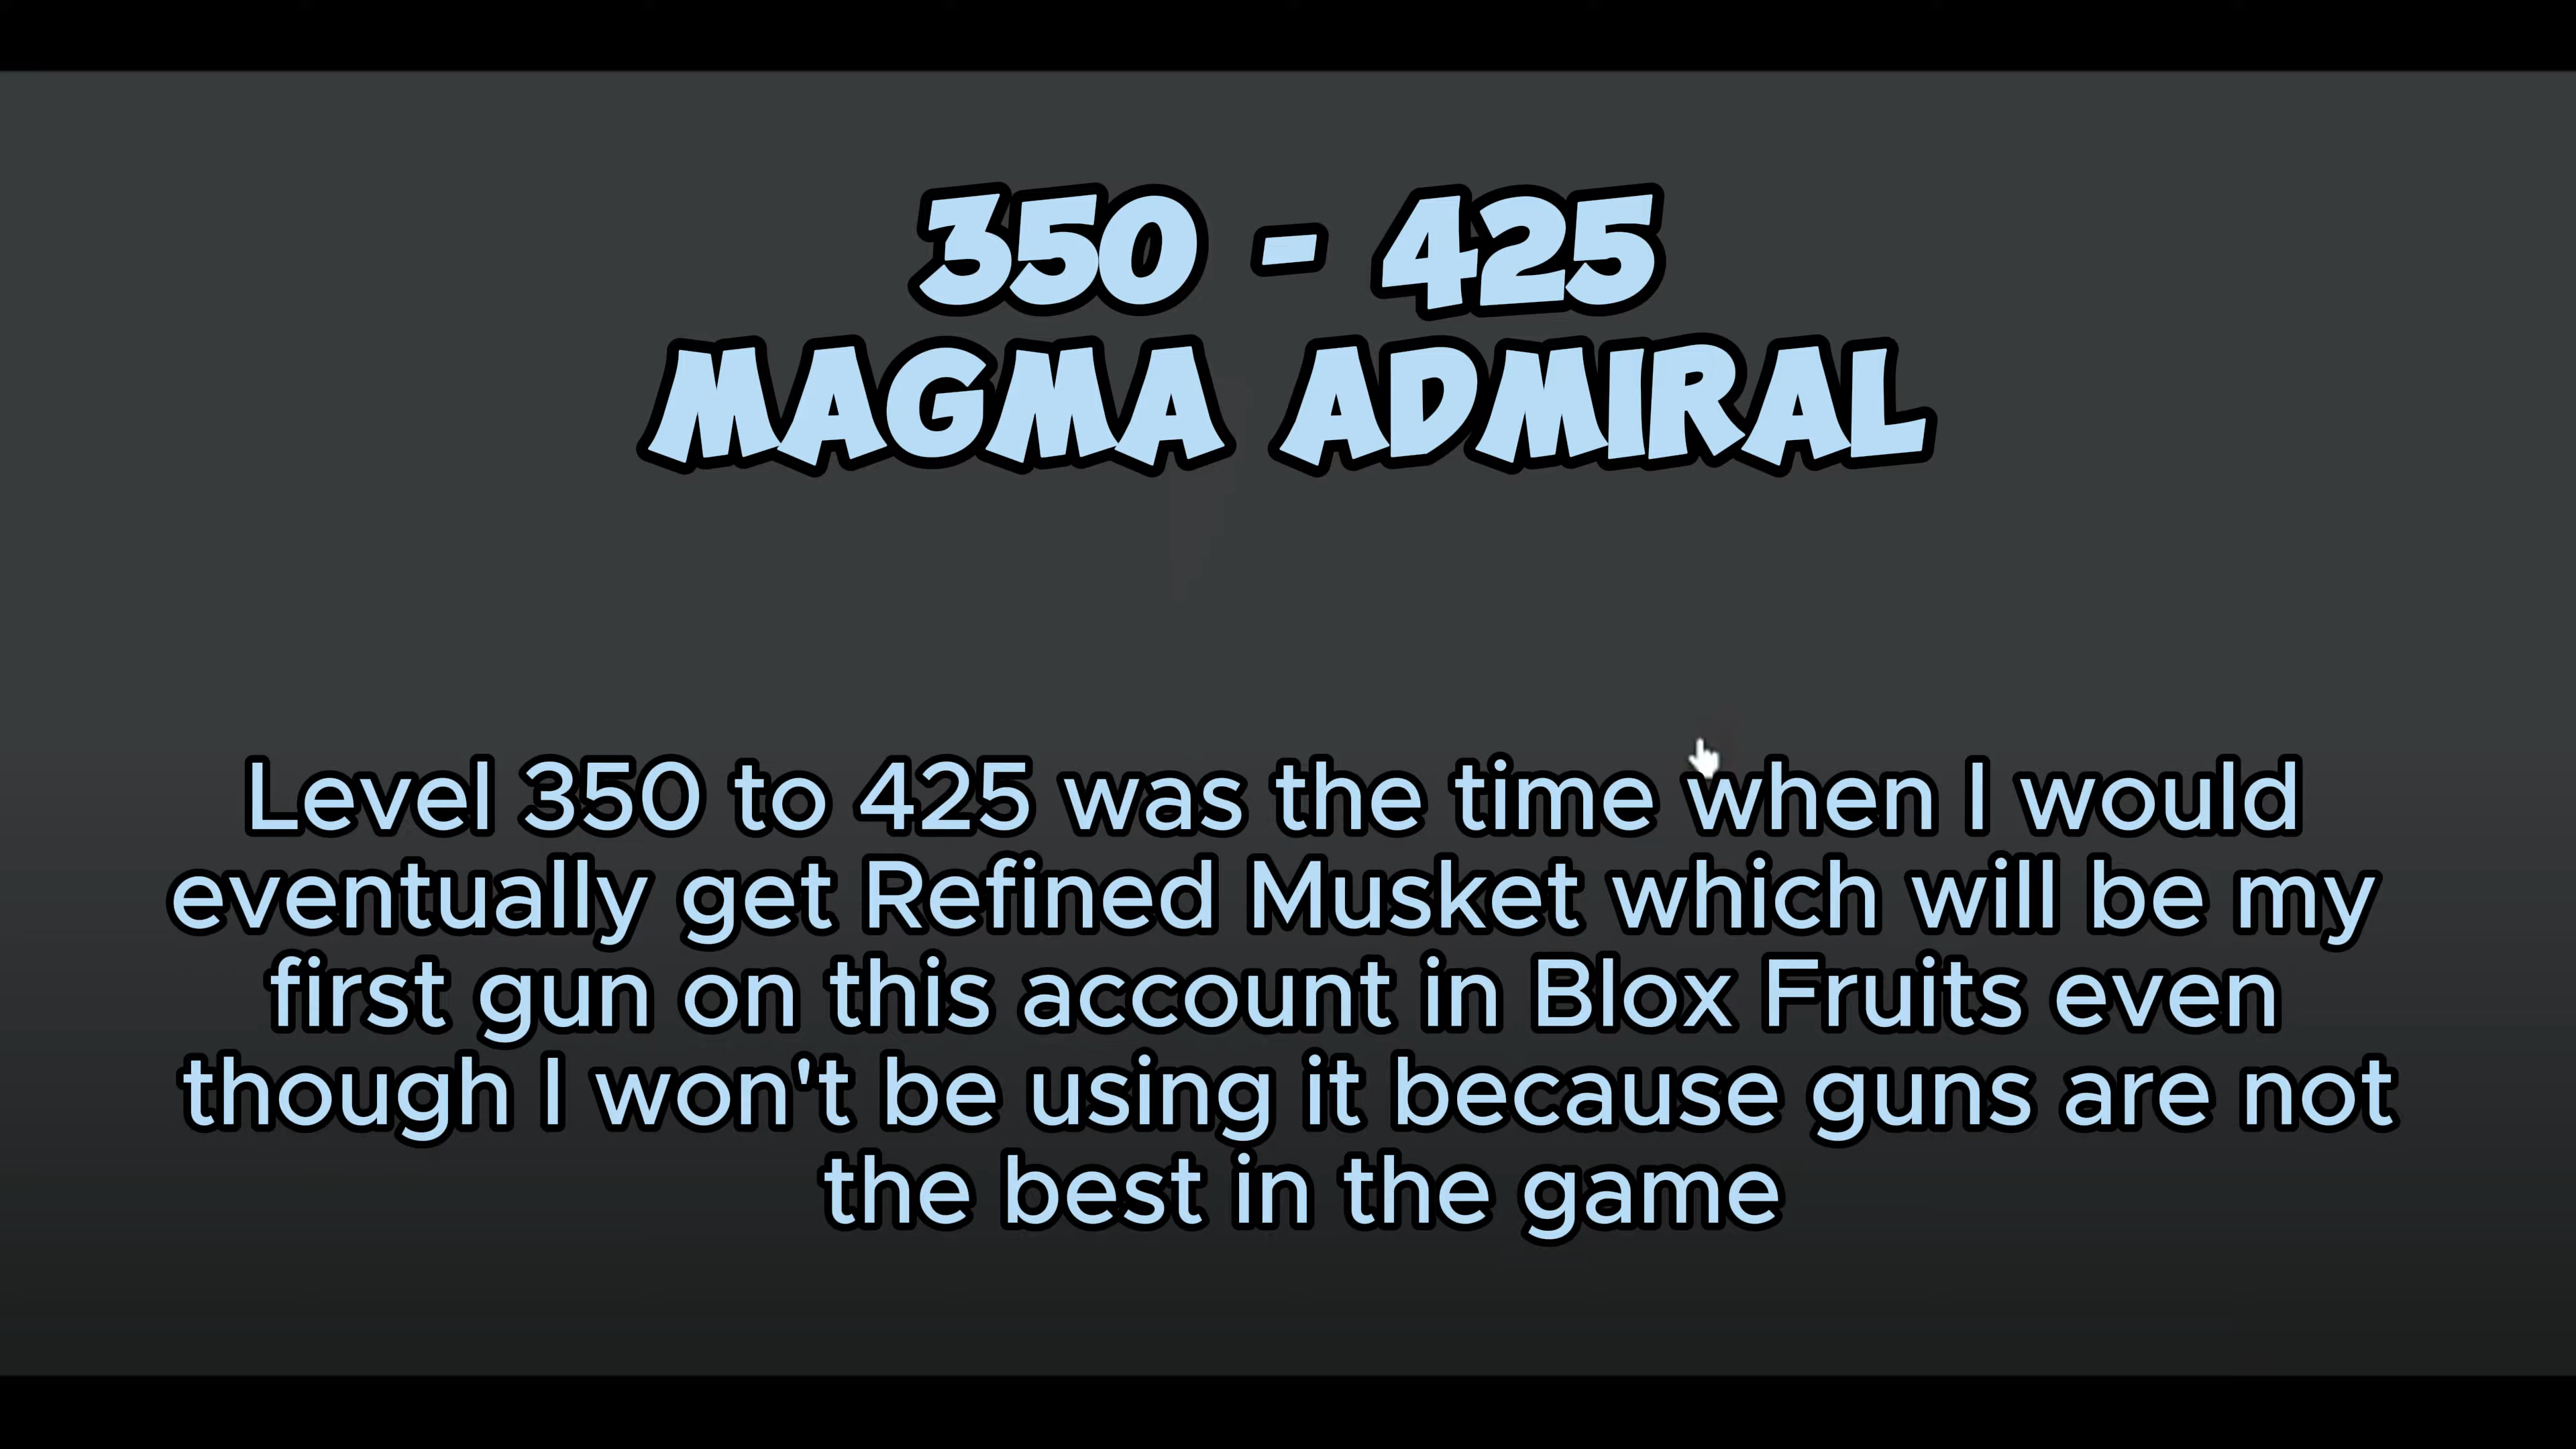 350 - 425
MAGMA ADMIRAL
Level 350 to 425 was the time when I would
eventually get Refined Musket which will be my
first gun on this account in Blox Fruits even
though I won't be using it because guns are not
the best in the game